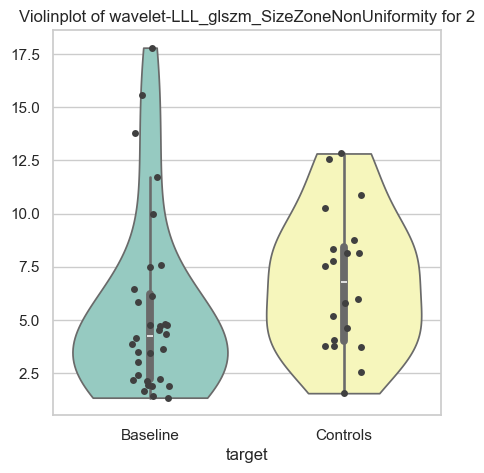 Violinplot of wavelet-LLL_glszm_SizeZoneNonUniformity for 2
17.5
15.0
12.5
10.0
7.5
5.0
2.5
Baseline Controls
target